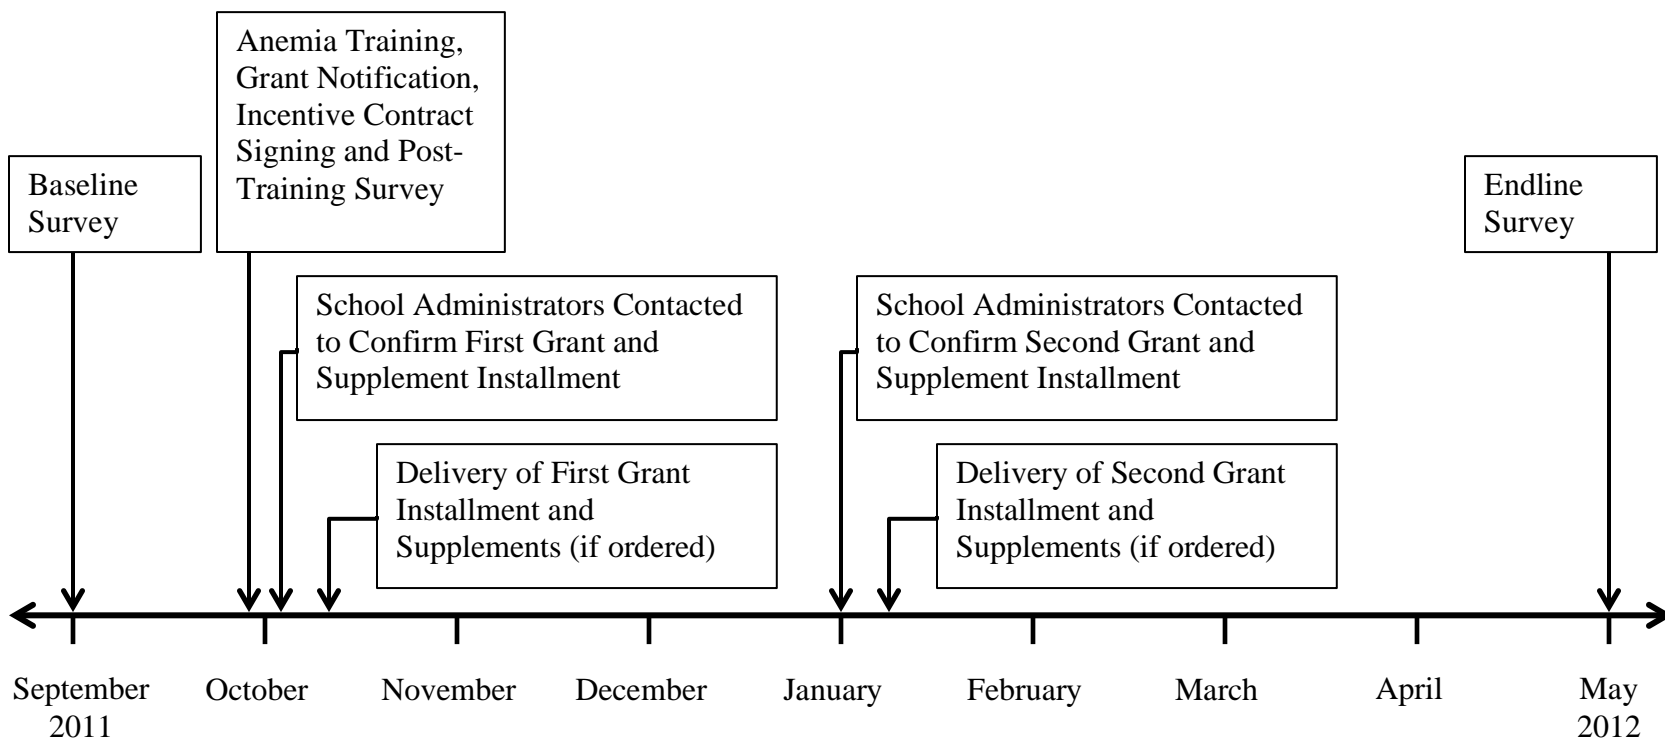 Anemia Training,
Grant Notification,
Incentive Contract
Signing and Post-
Training Survey
Baseline
Survey
Endline
Survey
School Administrators Contacted
to Confirm First Grant and
Supplement Installment
School Administrators Contacted
to Confirm Second Grant and
Supplement Installment
Delivery of First Grant
Installment and
Supplements (if ordered)
Delivery of Second Grant
Installment and
Supplements (if ordered)
September
2011
October
November
December
January
February
March
April
May
2012